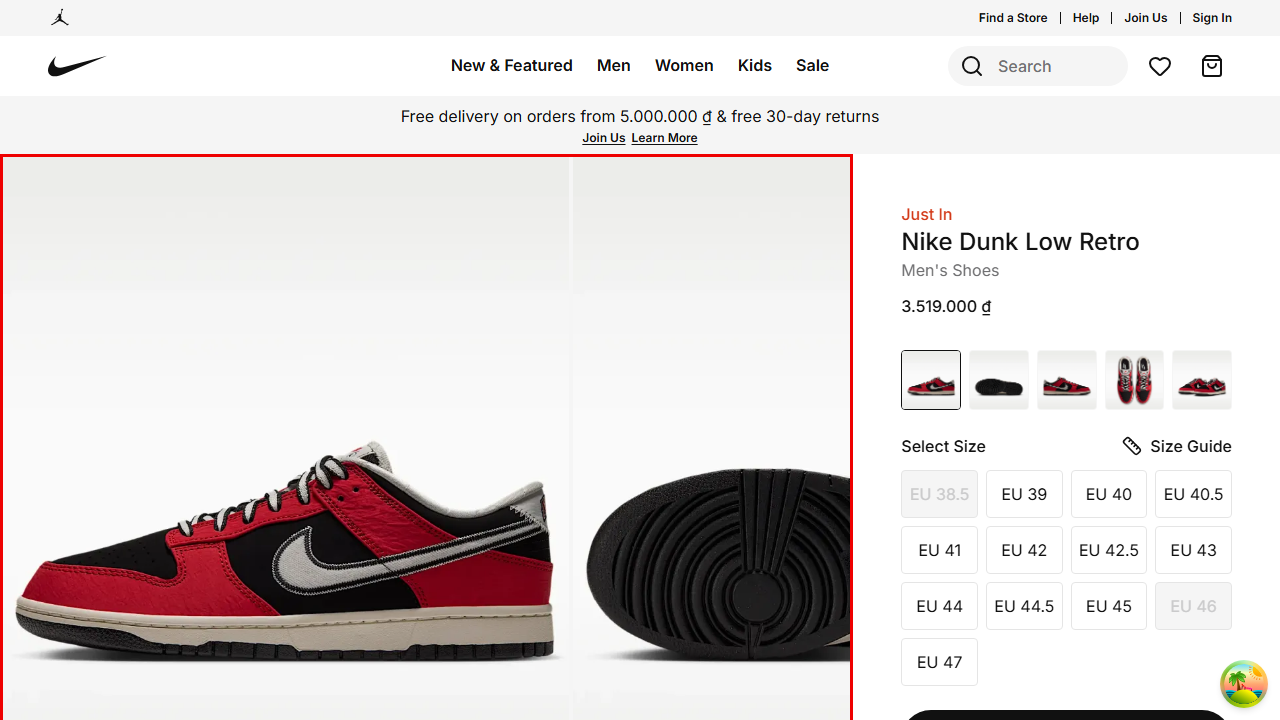 Find a Store
Help
Join Us
Sign In
New & Featured
Men
Women
Kids
Sale
Search
Free delivery on orders from 5.000.000 ₫ & free 30-day returns
Join Us Learn More
Just In
Nike Dunk Low Retro
Men's Shoes
3.519.000 ₫
Select Size
Size Guide
EU 38.5
EU 39
EU 40
EU 40.5
EU 41
EU 42
EU 42.5
EU 43
EU 44
EU 44.5
EU 45
EU 46
EU 47